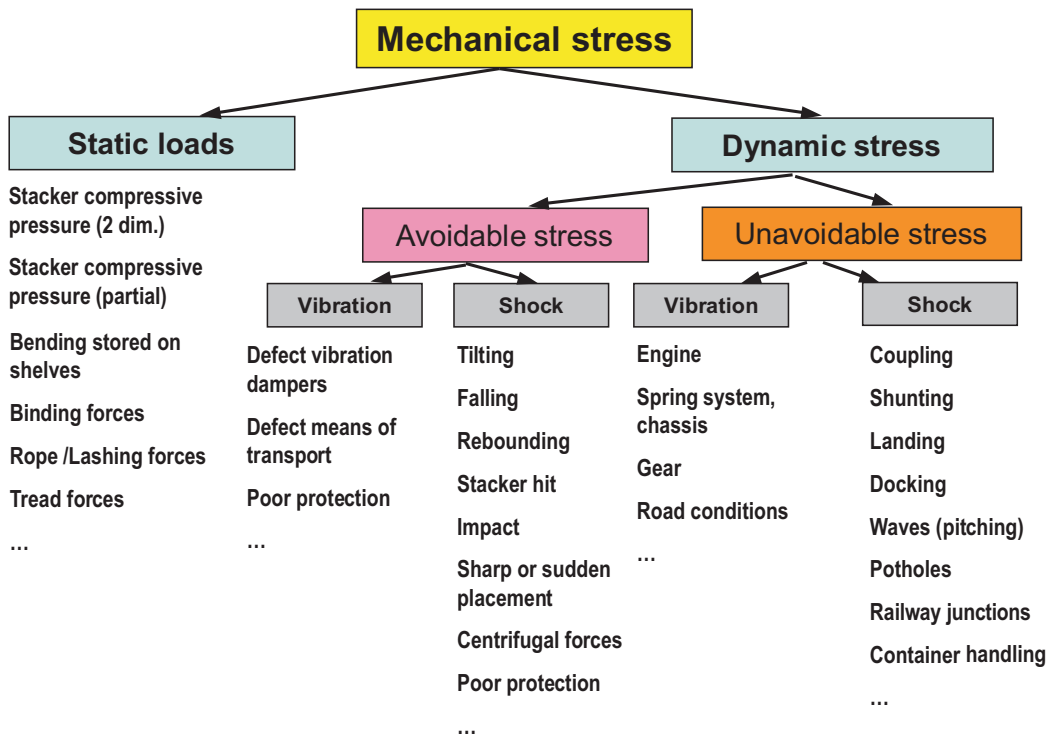 Mechanical stress
Static loads
Stacker compressive
pressure (2 dim.)
Stacker compressive
pressure (partial)
Bending stored on
shelves
Binding forces
Rope /Lashing forces
Tread forces
…
Dynamic stress
Avoidable stress
Vibration
Defect vibration
dampers
Defect means of
transport
Poor protection
…
Shock
Tilting
Falling
Rebounding
Stacker hit
Impact
Sharp or sudden
placement
Centrifugal forces
Poor protection
…
Unavoidable stress
Vibration
Engine
Spring system,
chassis
Gear
Road conditions
…
Shock
Coupling
Shunting
Landing
Docking
Waves (pitching)
Potholes
Railway junctions
Container handling
…